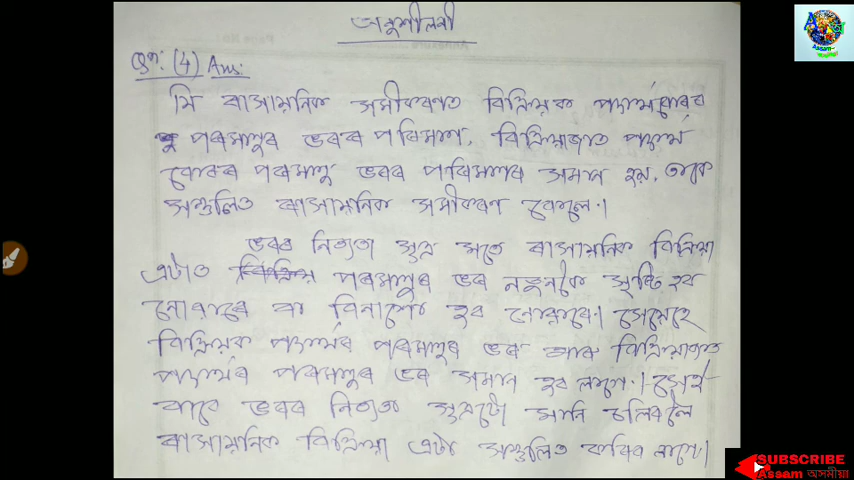 অনুশীলনী
Qn: (4) Ans:
যি ৰাসায়নিক সমীকৰণত বিক্ৰিয়ক পদাৰ্থবোৰৰ
পৰমাণুৰ ভৰৰ পৰিমাণ, বিক্ৰিয়াজাত পদাৰ্থ
বোৰৰ পৰমাণু ভৰৰ পৰিমাণৰ সমান হয়, তাকে
সন্তুলিত ৰাসায়নিক সমীকৰণ বোলে।
ভৰৰ নিত্যতা সূত্ৰ মতে ৰাসায়নিক বিক্ৰিয়া
এটাত পৰমাণুৰ ভৰ নতুনকৈ সৃষ্টি হব
নোৱাৰে বা বিনাশো হব নোৱাৰে। সেয়েহে
বিক্ৰিয়ক পদাৰ্থৰ পৰমাণুৰ ভৰ আৰু বিক্ৰিয়াজাত
পদাৰ্থৰ পৰমাণুৰ ভৰ সমান হব লাগে। সেই
বাবে ভৰৰ নিত্যতা সূত্ৰটো মানি চলিবলৈ
ৰাসায়নিক বিক্ৰিয়া এটা সন্তুলিত কৰিব লাগে।
SUBSCRIBE
Assam অসমীয়া